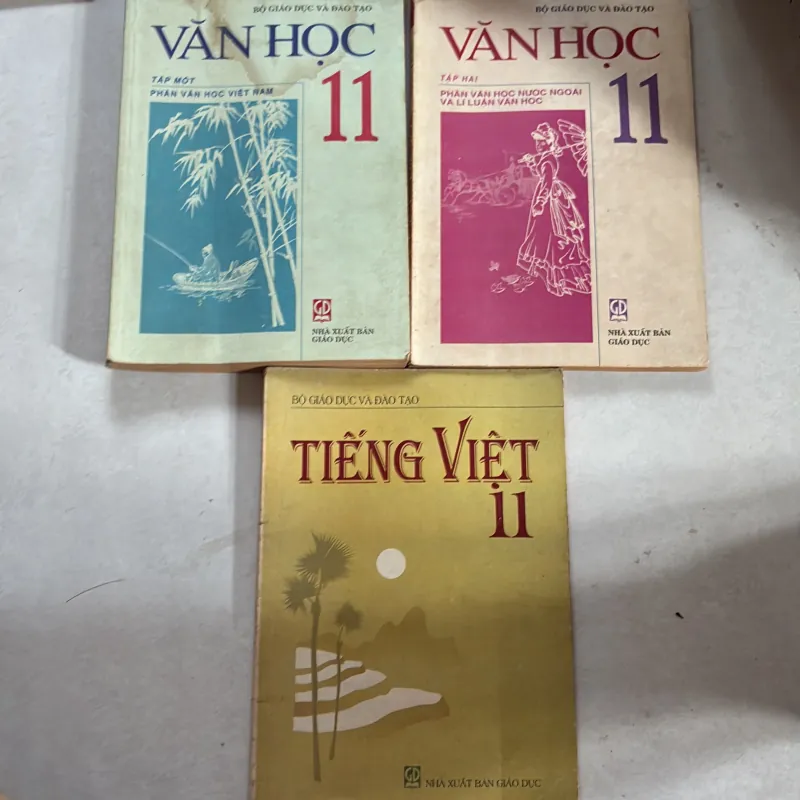 BỘ GIÁO DỤC VÀ ĐÀO TẠO
VĂN HỌC
11
TẬP MỘT
PHẦN VĂN HỌC VIỆT NAM
GD
NHÀ XUẤT BẢN
GIÁO DỤC
BỘ GIÁO DỤC VÀ ĐÀO TẠO
VĂN HỌC
11
TẬP HAI
PHẦN VĂN HỌC NƯỚC NGOÀI
VÀ LÍ LUẬN VĂN HỌC
GD
NHÀ XUẤT BẢN
GIÁO DỤC
BỘ GIÁO DỤC VÀ ĐÀO TẠO
TIẾNG VIỆT
11
GD
NHÀ XUẤT BẢN GIÁO DỤC